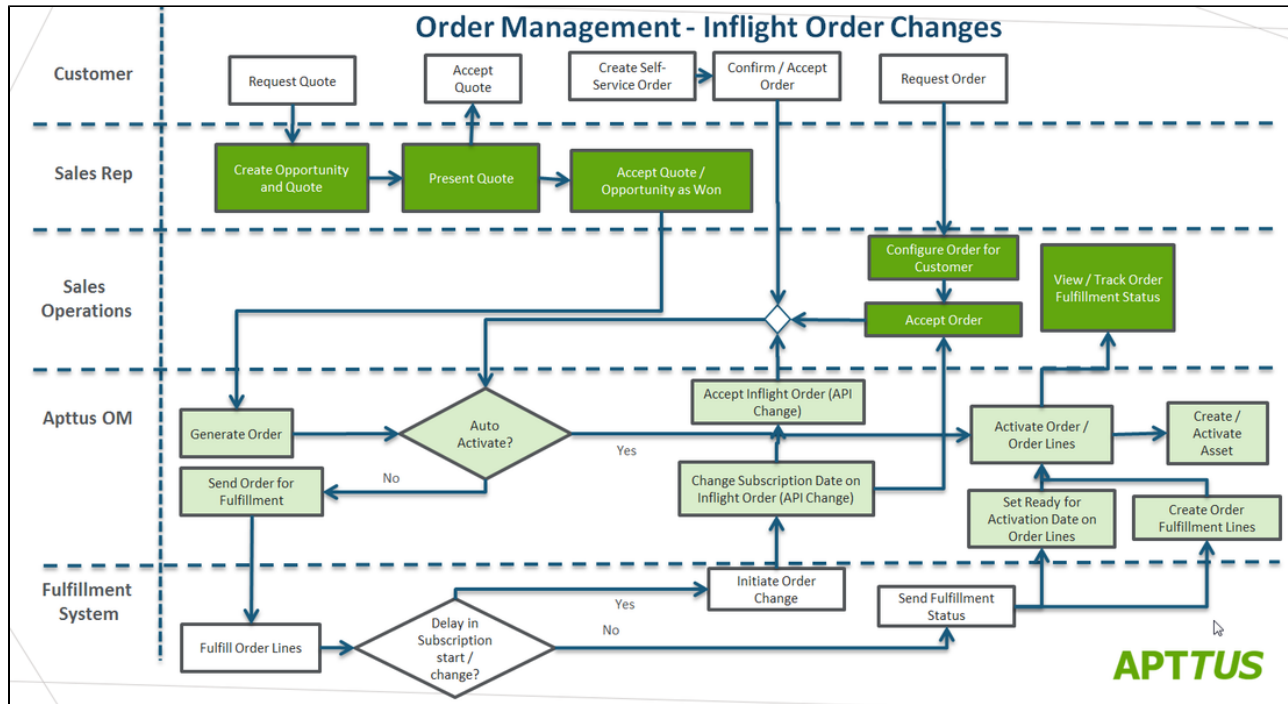 Order Management - Inflight Order Changes
Customer
Request Quote
Accept
Quote
Create Self-
Service Order
Confirm / Accept
Order
Request Order
Sales Rep
Create Opportunity
and Quote
Present Quote
Accept Quote /
Opportunity as Won
Sales
Operations
Configure Order for
Customer
View / Track Order
Fulfillment Status
Accept Order
Apttus OM
Generate Order
Auto
Activate?
Yes
No
Accept Inflight Order (API
Change)
Activate Order /
Order Lines
Create /
Activate
Asset
Send Order for
Fulfillment
Change Subscription Date on
Inflight Order (API Change)
Set Ready for
Activation Date on
Order Lines
Create Order
Fulfillment Lines
Fulfillment
System
Fulfill Order Lines
Delay in
Subscription
start /
change?
Yes
No
Initiate Order
Change
Send Fulfillment
Status
APTTUS